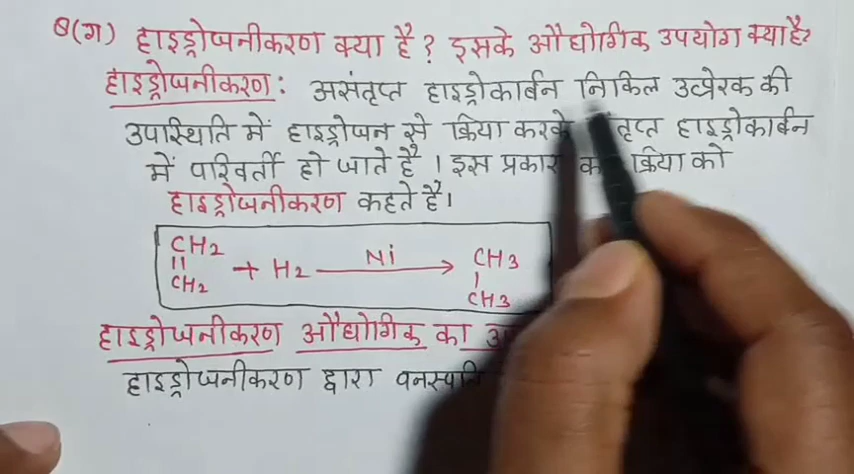 8(ग) हाइड्रोजनीकरण क्या है? इसके औद्योगिक उपयोग क्या है?
हाइड्रोजनीकरण: असंतृप्त हाइड्रोकार्बन निकिल उत्प्रेरक की
उपस्थिति में हाइड्रोजन से क्रिया करके हाइड्रोकार्बन
में परिवर्ती हो जाते है। इस प्रकार क्रिया को
हाइड्रोजनीकरण कहते है।
CH2
||
CH2
+ H2
Ni
→
CH3
|
CH3
हाइड्रोजनीकरण औद्योगिक का
हाइड्रोजनीकरण द्वारा